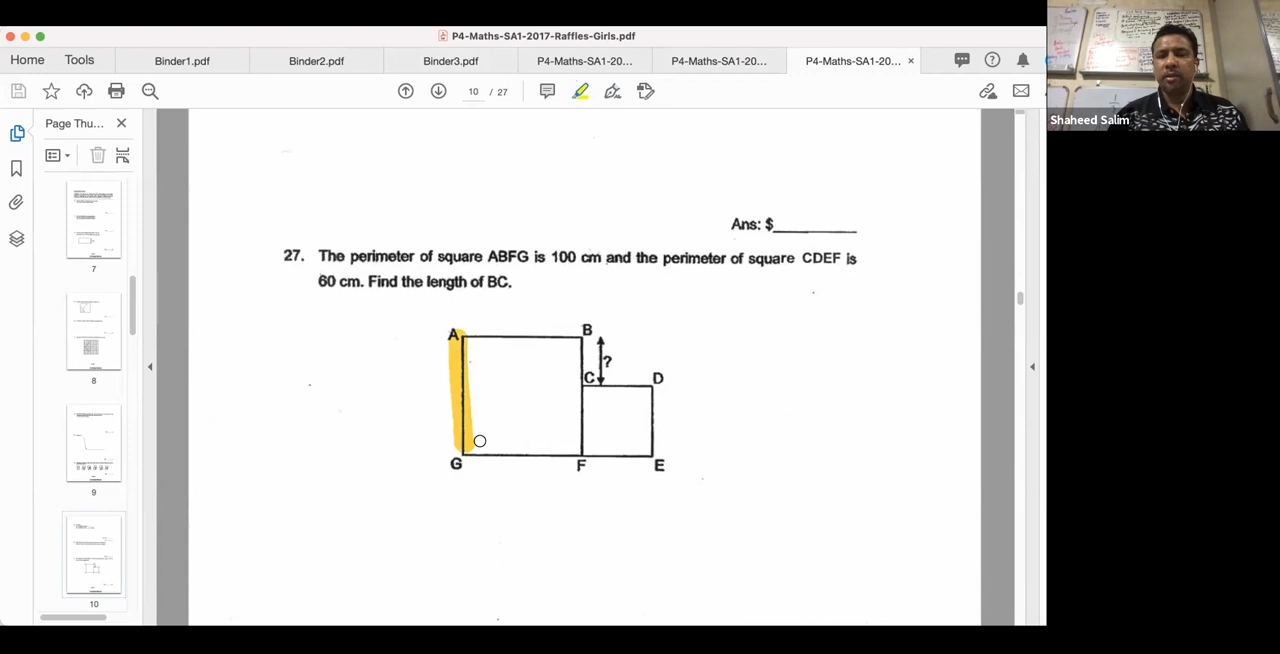 P4-Maths-SA1-2017-Raffles-Girls.pdf
Home Tools Binder1.pdf Binder2.pdf Binder3.pdf P4-Maths-SA1-20... P4-Maths-SA1-20... P4-Maths-SA1-20... ×
10 / 27
Page Thu...
7
8
9
10
Ans: $
27. The perimeter of square ABFG is 100 cm and the perimeter of square CDEF is
60 cm. Find the length of BC.
A B
?
C D
G F E
Shaheed Salim